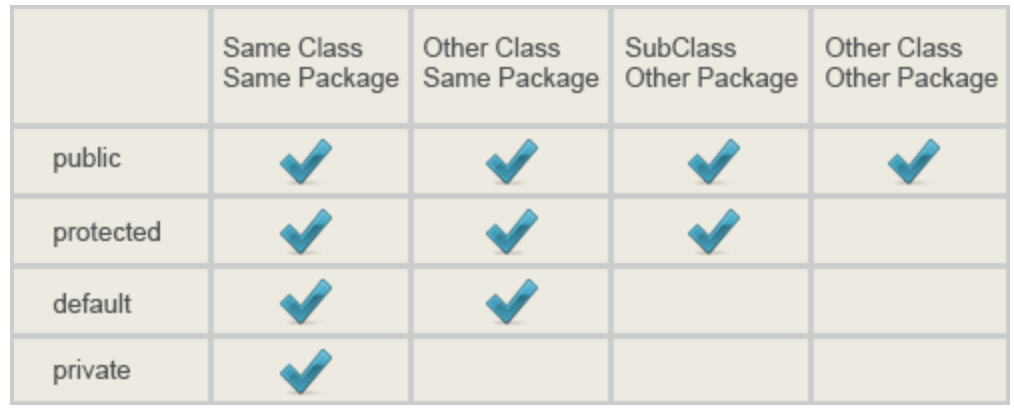 Same Class
Same Package
Other Class
Same Package
SubClass
Other Package
Other Class
Other Package
public
protected
default
private